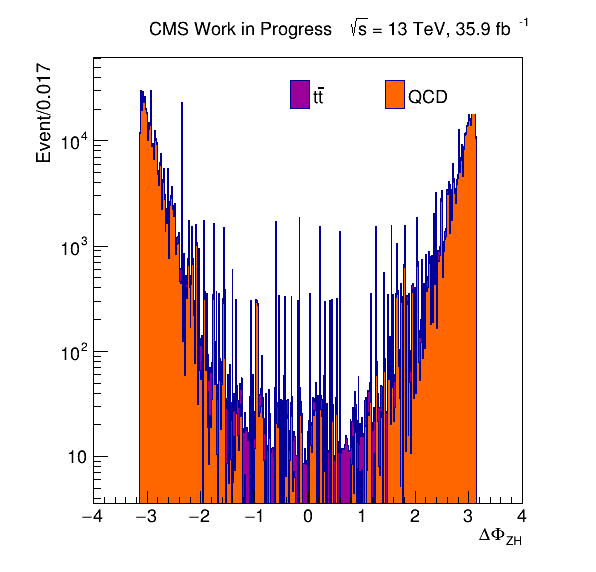 CMS Work in Progress √s = 13 TeV, 35.9 fb⁻¹
Event/0.017
tt̄ QCD
10⁴
10³
10²
10
−4 −3 −2 −1 0 1 2 3 4
ΔΦ_ZH